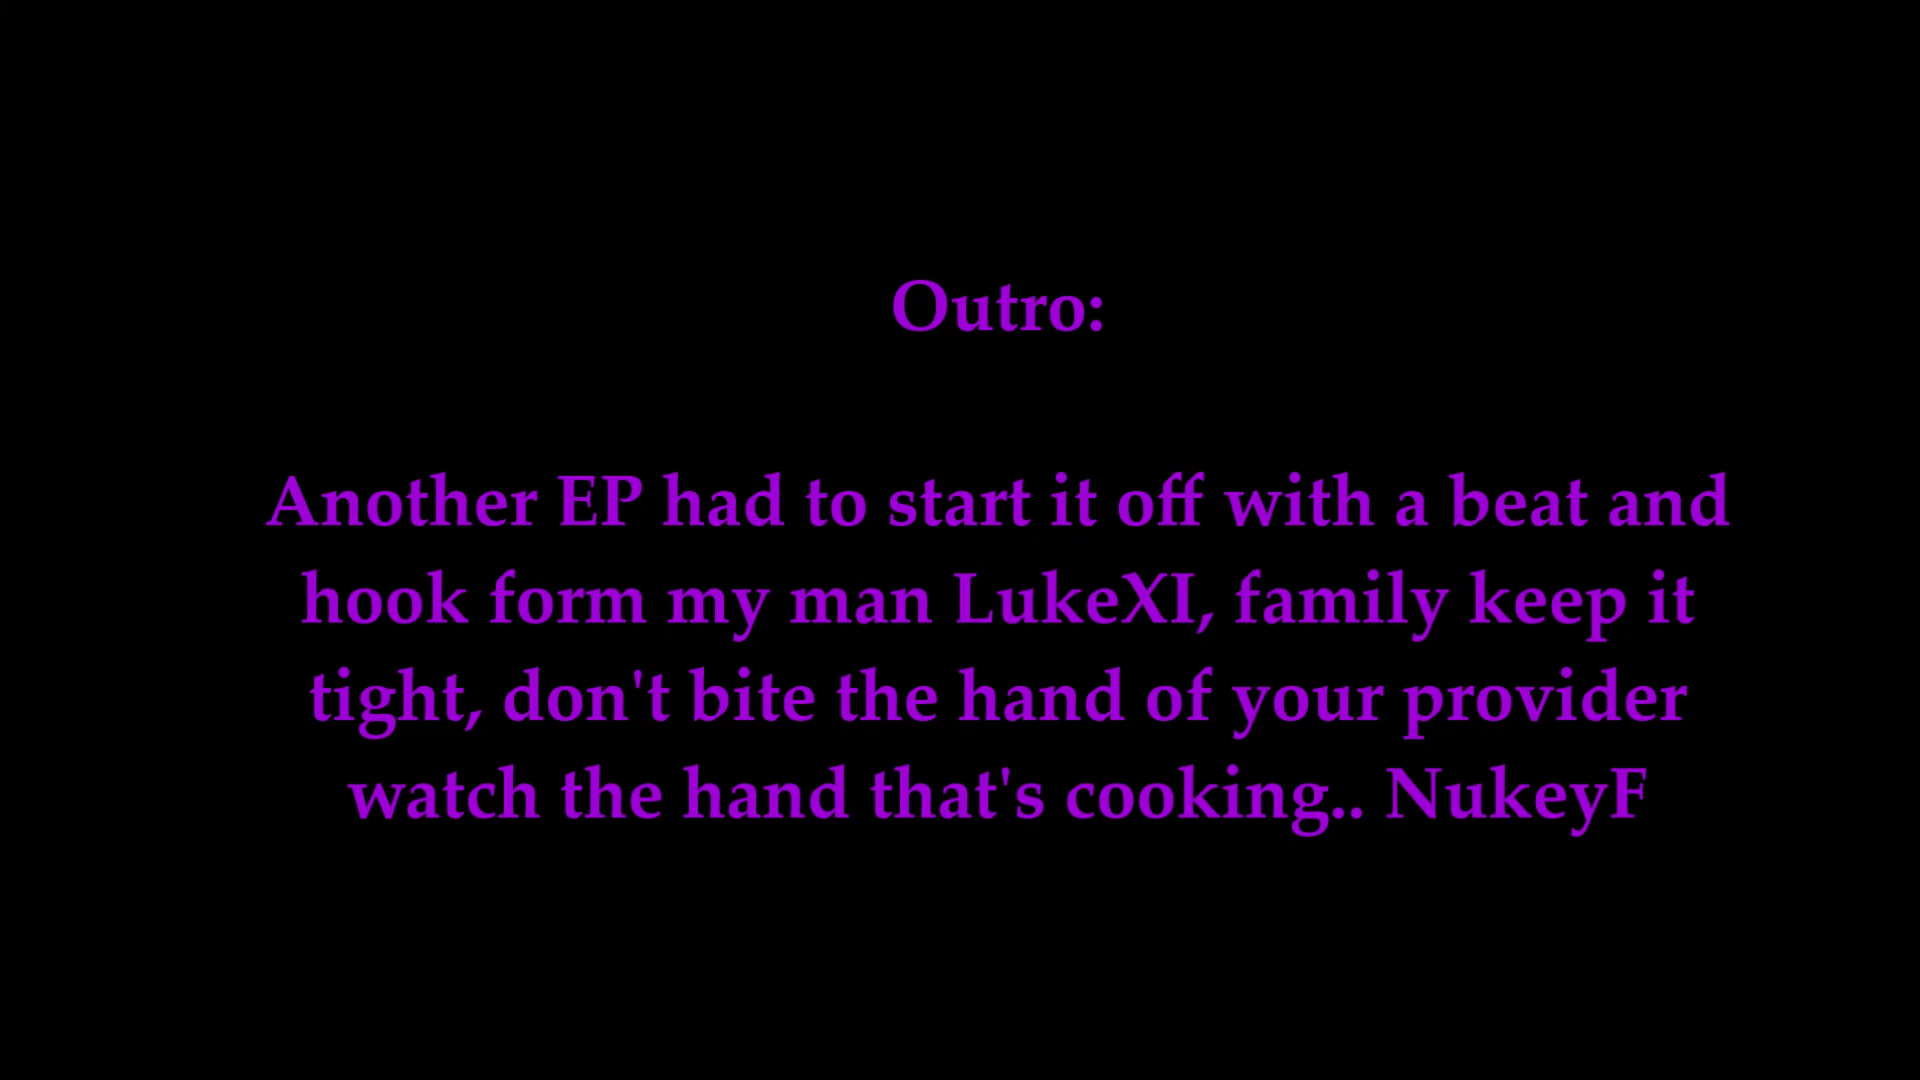 Outro:
Another EP had to start it off with a beat and
hook form my man LukeXI, family keep it
tight, don't bite the hand of your provider
watch the hand that's cooking.. NukeyF